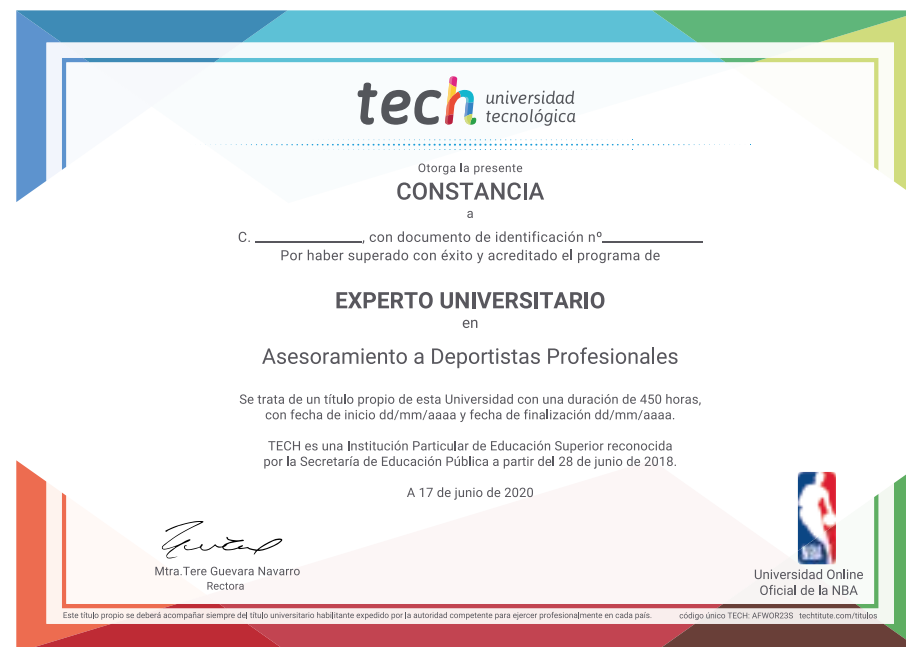 tech universidad
tecnológica
Otorga la presente
CONSTANCIA
a
C. ______________, con documento de identificación nº_____________
Por haber superado con éxito y acreditado el programa de
EXPERTO UNIVERSITARIO
en
Asesoramiento a Deportistas Profesionales
Se trata de un título propio de esta Universidad con una duración de 450 horas,
con fecha de inicio dd/mm/aaaa y fecha de finalización dd/mm/aaaa.
TECH es una Institución Particular de Educación Superior reconocida
por la Secretaría de Educación Pública a partir del 28 de junio de 2018.
A 17 de junio de 2020
Mtra.Tere Guevara Navarro
Rectora
NBA
Universidad Online
Oficial de la NBA
Este título propio se deberá acompañar siempre del título universitario habilitante expedido por la autoridad competente para ejercer profesionalmente en cada país.
código único TECH: AFWOR23S techtitute.com/titulos